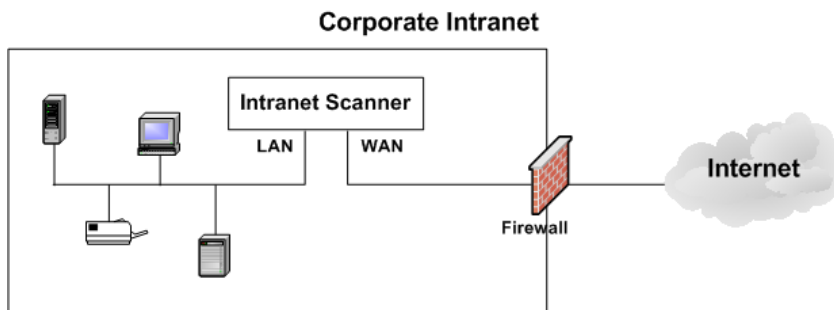 Corporate Intranet
Intranet Scanner
LAN
WAN
Internet
Firewall